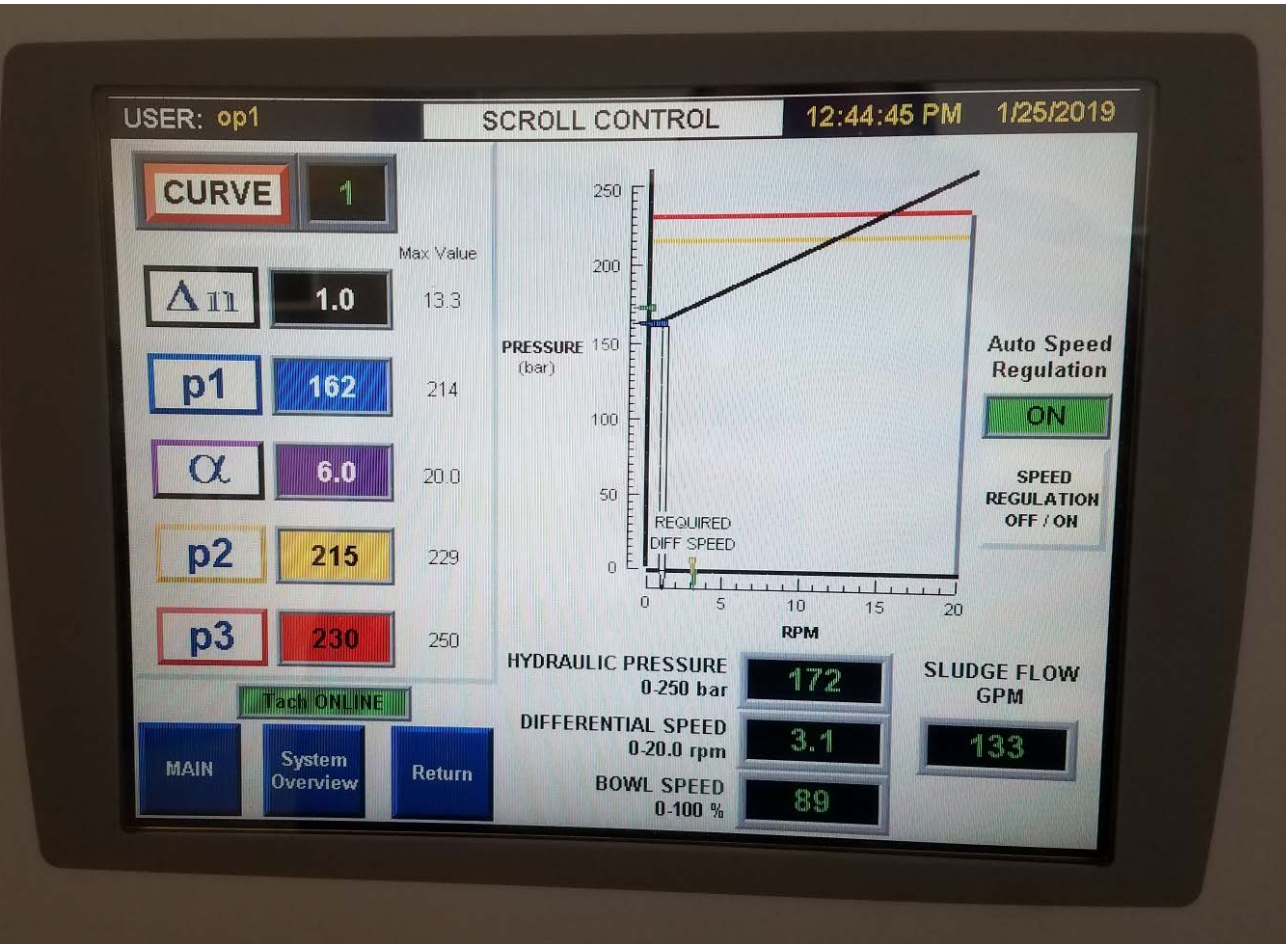 USER: op1
SCROLL CONTROL
12:44:45 PM
1/25/2019
CURVE
1
Max Value
Δn
1.0
13.3
p1
162
214
α
6.0
20.0
p2
215
229
p3
230
250
Tach ONLINE
MAIN
System
Overview
Return
250
200
PRESSURE
(bar)
150
100
50
0
REQUIRED
DIFF SPEED
0
5
10
15
20
RPM
Auto Speed
Regulation
ON
SPEED
REGULATION
OFF / ON
HYDRAULIC PRESSURE
0-250 bar
172
DIFFERENTIAL SPEED
0-20.0 rpm
3.1
BOWL SPEED
0-100 %
89
SLUDGE FLOW
GPM
133